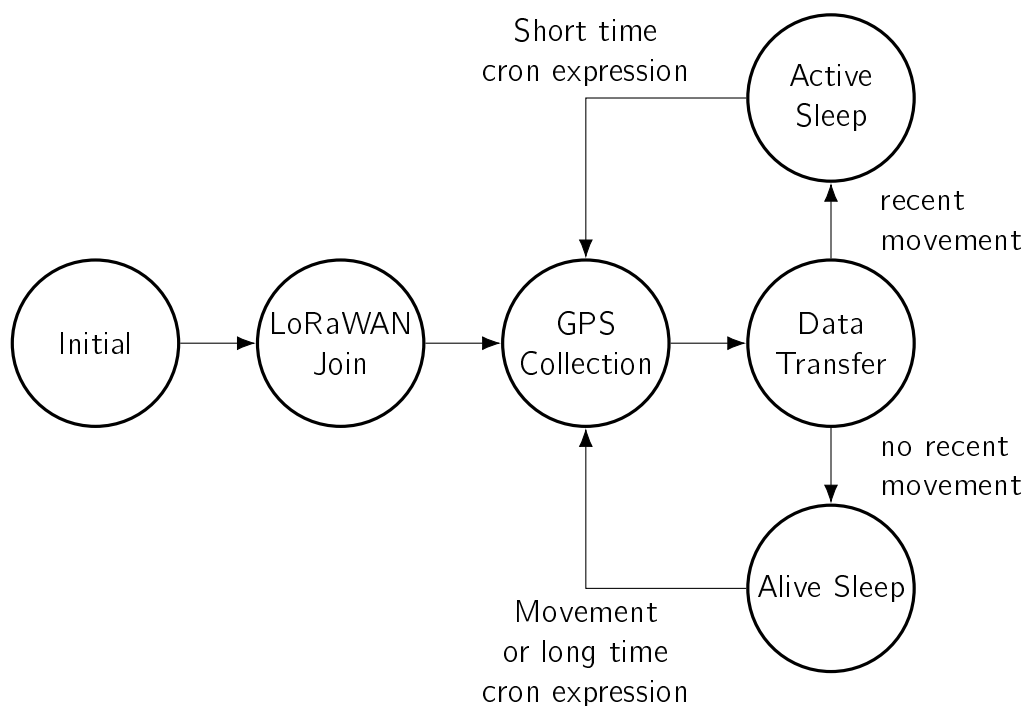 Short time
cron expression
Active
Sleep
recent
movement
Initial
LoRaWAN
Join
GPS
Collection
Data
Transfer
no recent
movement
Alive Sleep
Movement
or long time
cron expression